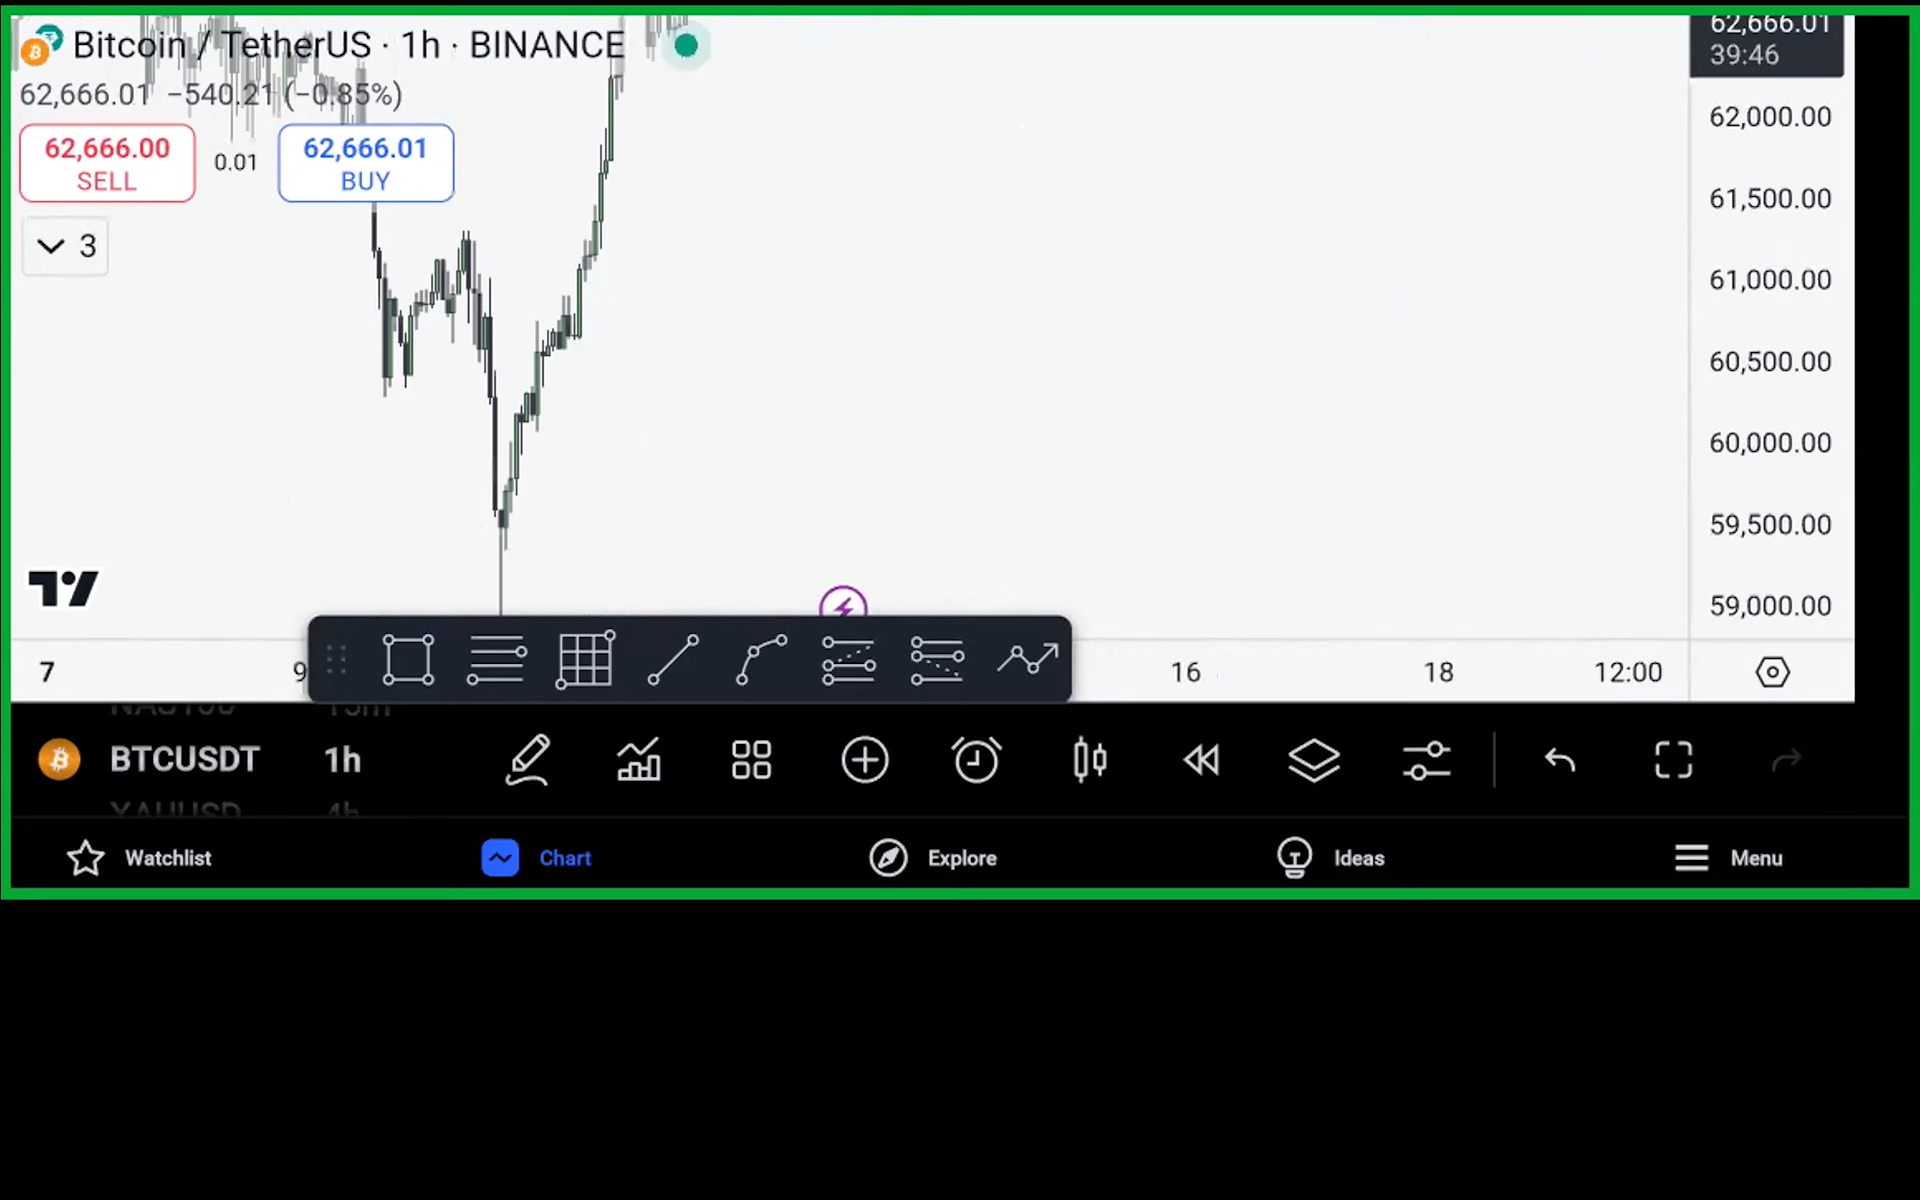 Bitcoin / TetherUS · 1h · BINANCE
62,666.01 −540.21 (−0.85%)
62,666.00
SELL
0.01
62,666.01
BUY
3
62,666.01
39:46
62,000.00
61,500.00
61,000.00
60,500.00
60,000.00
59,500.00
59,000.00
7
9
16
18
12:00
BTCUSDT 1h
Watchlist
Chart
Explore
Ideas
Menu